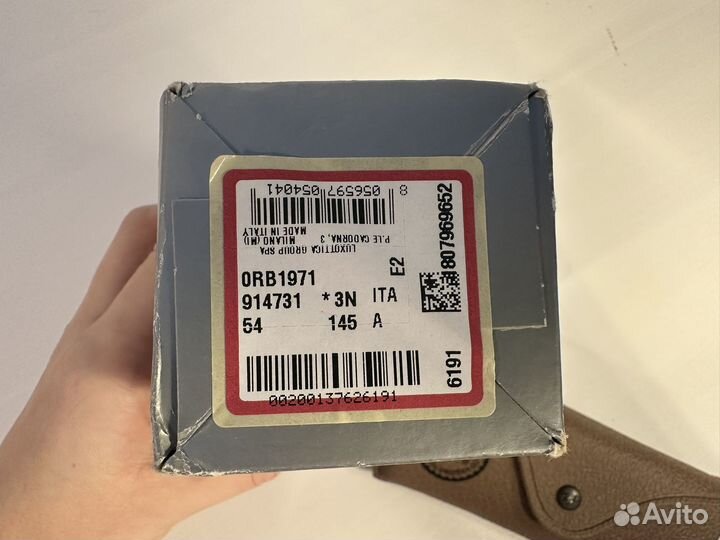 8 056597 054041
LUXOTTICA GROUP SPA
P.LE CADORNA, 3 MILANO (MI)
MADE IN ITALY
0RB1971
914731 * 3N ITA
54 145 A
E2
1807969652
6191
00200137626191
Avito